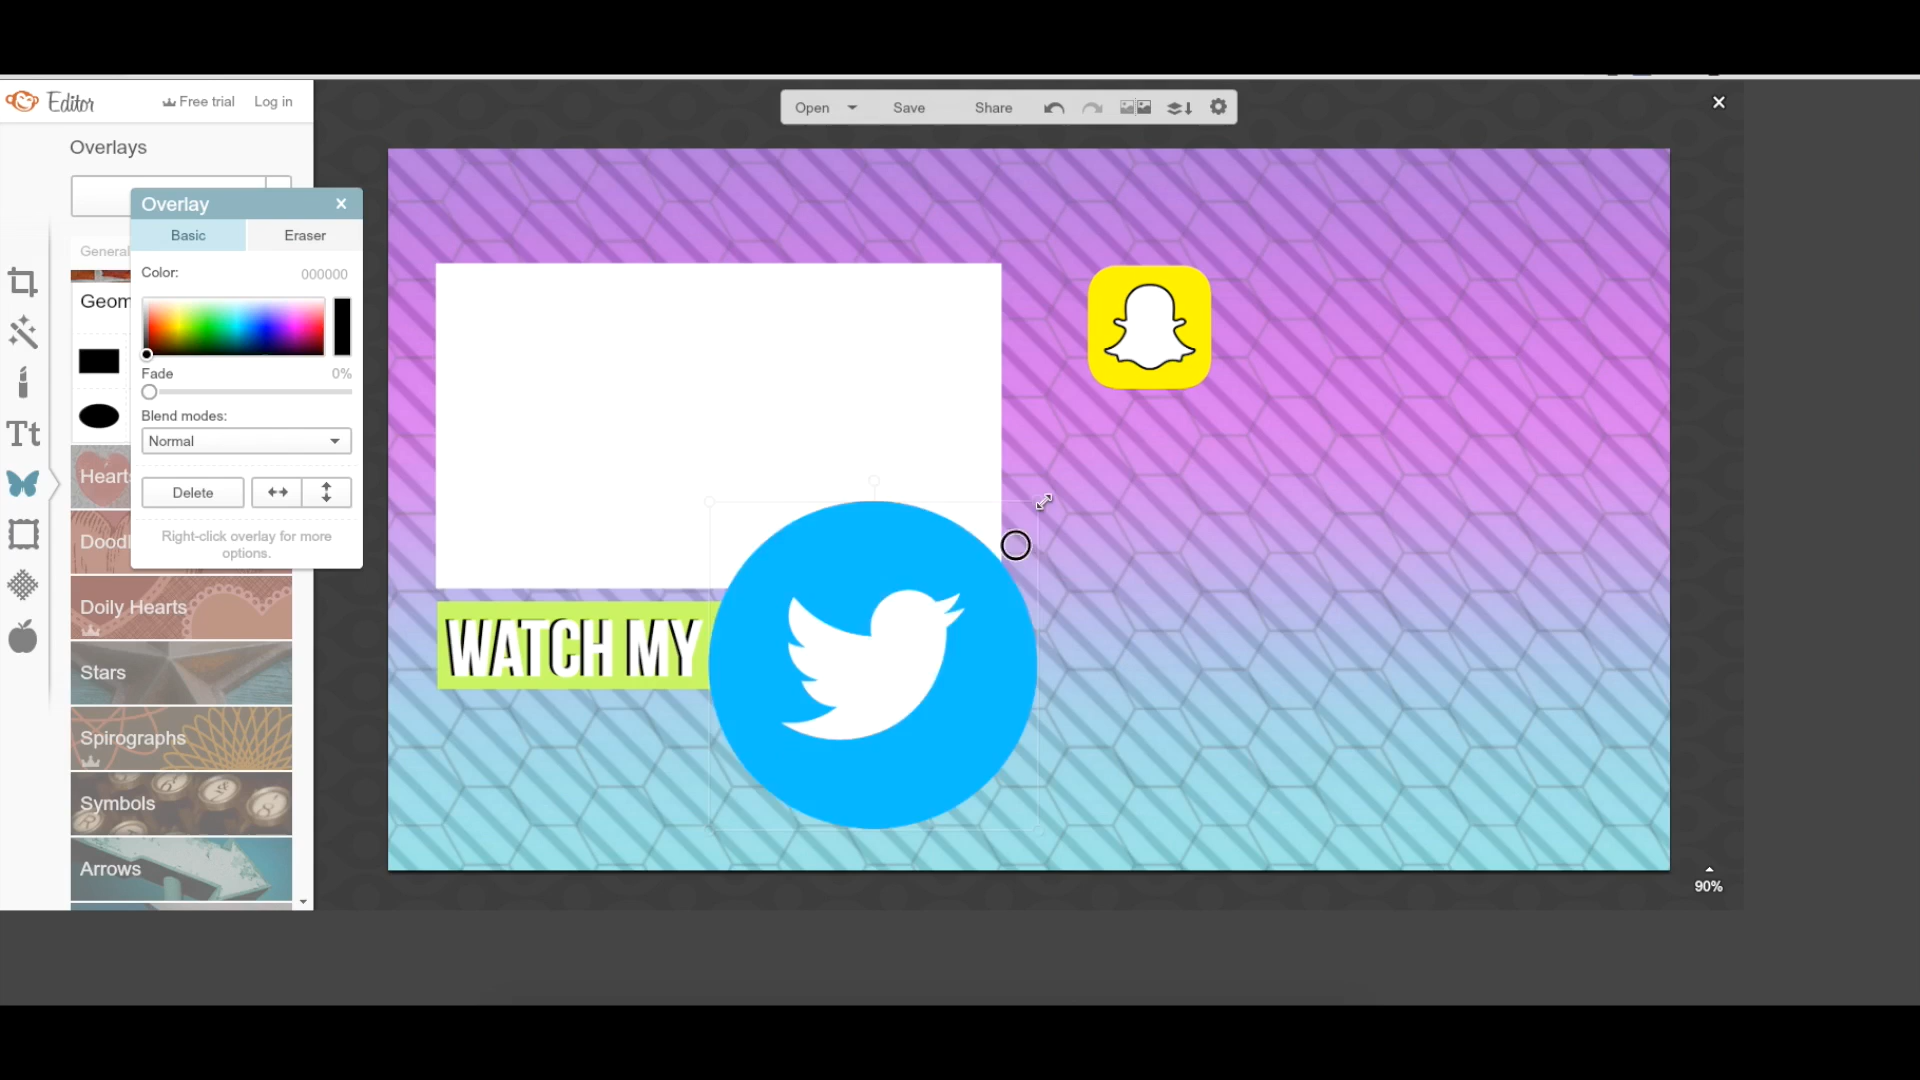 Editor
Free trial
Log in
Open
Save
Share
Overlays
General
Overlay
Basic
Eraser
Color:
000000
Geom
Fade
0%
Blend modes:
Normal
Hearts
Delete
Right-click overlay for more
options.
Doodl
Tt
Doily Hearts
Stars
Spirographs
Symbols
Arrows
WATCH MY
90%